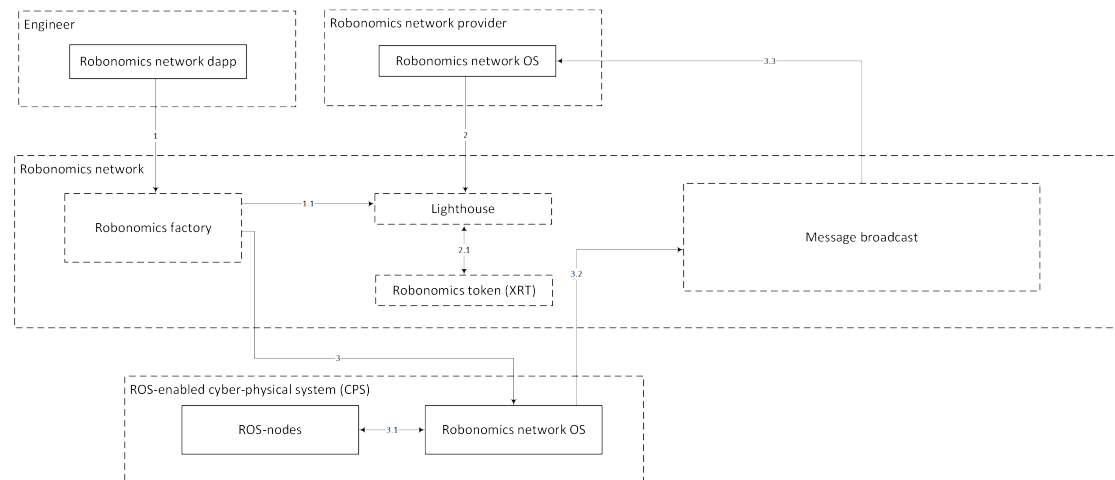 Engineer
Robonomics network provider
Robonomics network dapp
Robonomics network OS
3.3
1
2
Robonomics network
Robonomics factory
1.1
Lighthouse
Message broadcast
2.1
3.2
Robonomics token (XRT)
3
ROS-enabled cyber-physical system (CPS)
ROS-nodes
3.1
Robonomics network OS